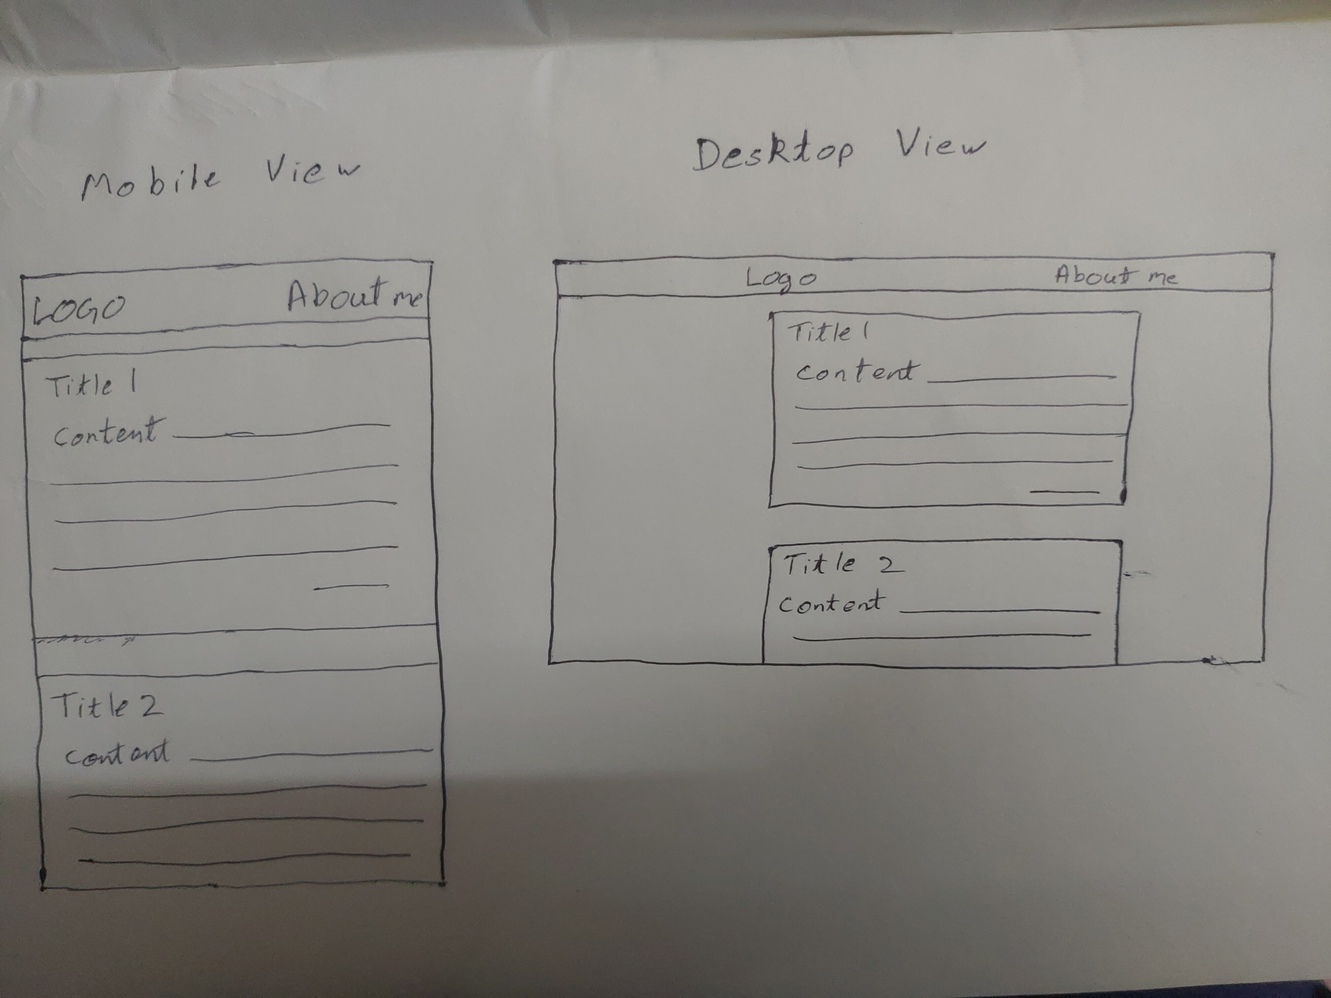 Mobile View
LOGO About me
Title 1
Content
Title 2
Content
Desktop View
Logo About me
Title 1
Content
Title 2
Content